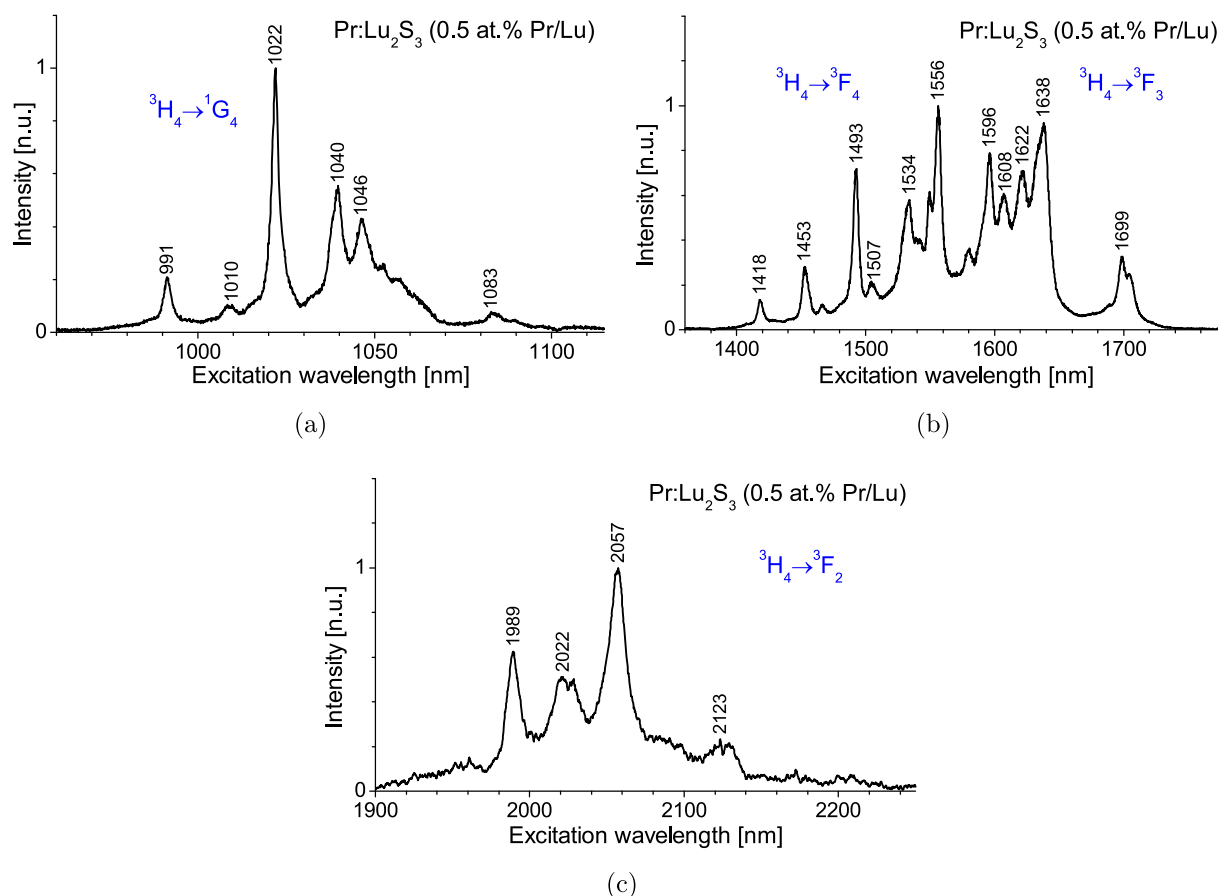 Pr:Lu₂S₃ (0.5 at.% Pr/Lu)
³H₄→¹G₄
991
1010
1022
1040
1046
1083
1
0
Intensity [n.u.]
1000
1050
1100
Excitation wavelength [nm]
(a)
Pr:Lu₂S₃ (0.5 at.% Pr/Lu)
³H₄→³F₄
³H₄→³F₃
1418
1453
1493
1507
1534
1556
1596
1608
1622
1638
1699
1
0
Intensity [n.u.]
1400
1500
1600
1700
Excitation wavelength [nm]
(b)
Pr:Lu₂S₃ (0.5 at.% Pr/Lu)
³H₄→³F₂
1989
2022
2057
2123
1
0
Intensity [n.u.]
1900
2000
2100
2200
Excitation wavelength [nm]
(c)